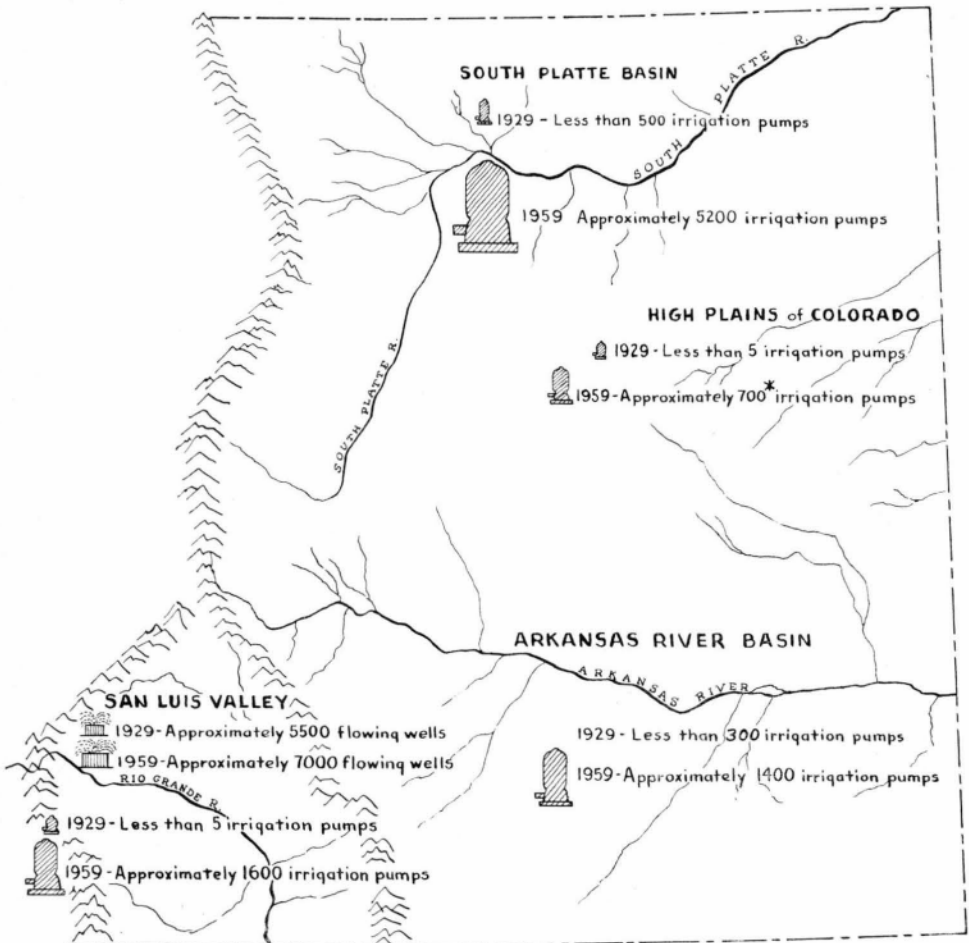 SOUTH PLATTE BASIN
1929 - Less than 500 irrigation pumps
SOUTH PLATTE R.
1959 Approximately 5200 irrigation pumps
HIGH PLAINS of COLORADO
1929 - Less than 5 irrigation pumps
1959 - Approximately 700* irrigation pumps
SOUTH PLATTE R.
ARKANSAS RIVER BASIN
ARKANSAS RIVER
SAN LUIS VALLEY
1929 - Approximately 5500 flowing wells
1959 - Approximately 7000 flowing wells
RIO GRANDE R.
1929 - Less than 5 irrigation pumps
1959 - Approximately 1600 irrigation pumps
1929 - Less than 300 irrigation pumps
1959 - Approximately 1400 irrigation pumps